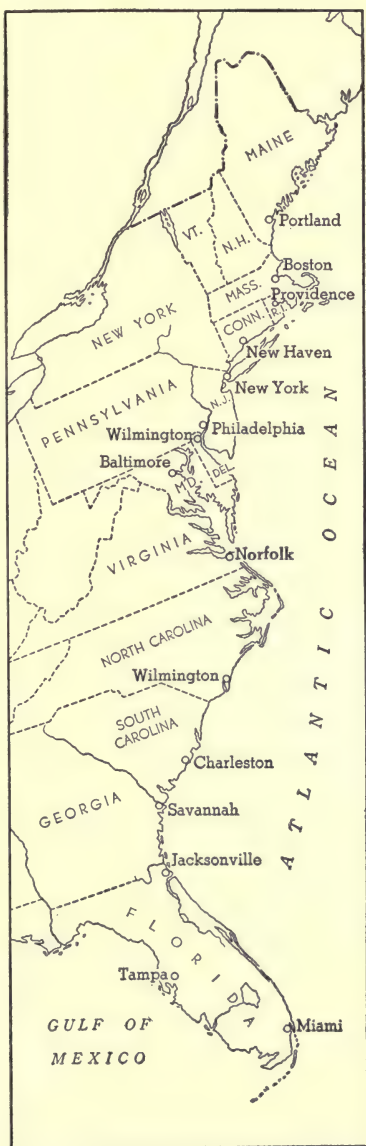 MAINE
Portland
VT.
N.H.
Boston
MASS.
Providence
CONN.
R.I.
NEW YORK
New Haven
New York
N.J.
PENNSYLVANIA
Philadelphia
Wilmington
Baltimore
MD.
DEL.
VIRGINIA
Norfolk
NORTH CAROLINA
Wilmington
SOUTH
CAROLINA
Charleston
GEORGIA
Savannah
Jacksonville
FLORIDA
Tampa
Miami
GULF OF
MEXICO
ATLANTIC OCEAN